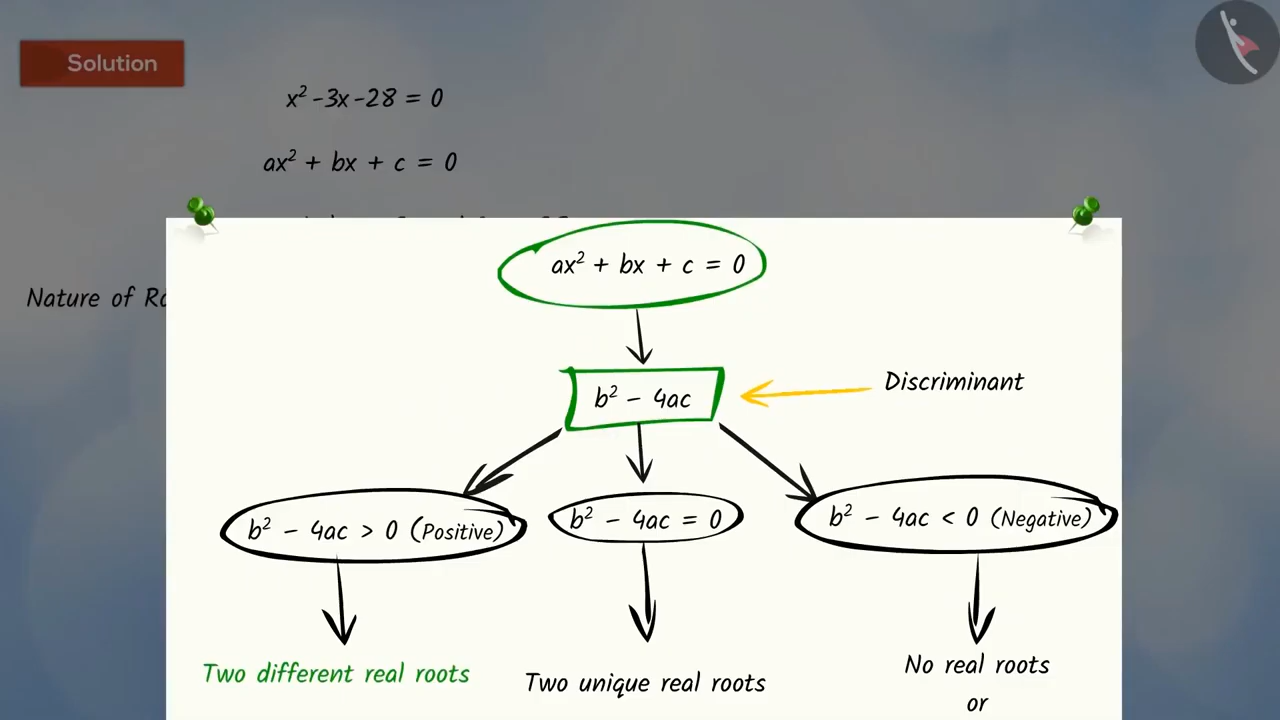 Solution
x² -3x -28 = 0
ax² + bx + c = 0
Nature of
ax² + bx + c = 0
b² - 4ac
Discriminant
b² - 4ac > 0 (Positive)
b² - 4ac = 0
b² - 4ac < 0 (Negative)
Two different real roots
Two unique real roots
No real roots
or